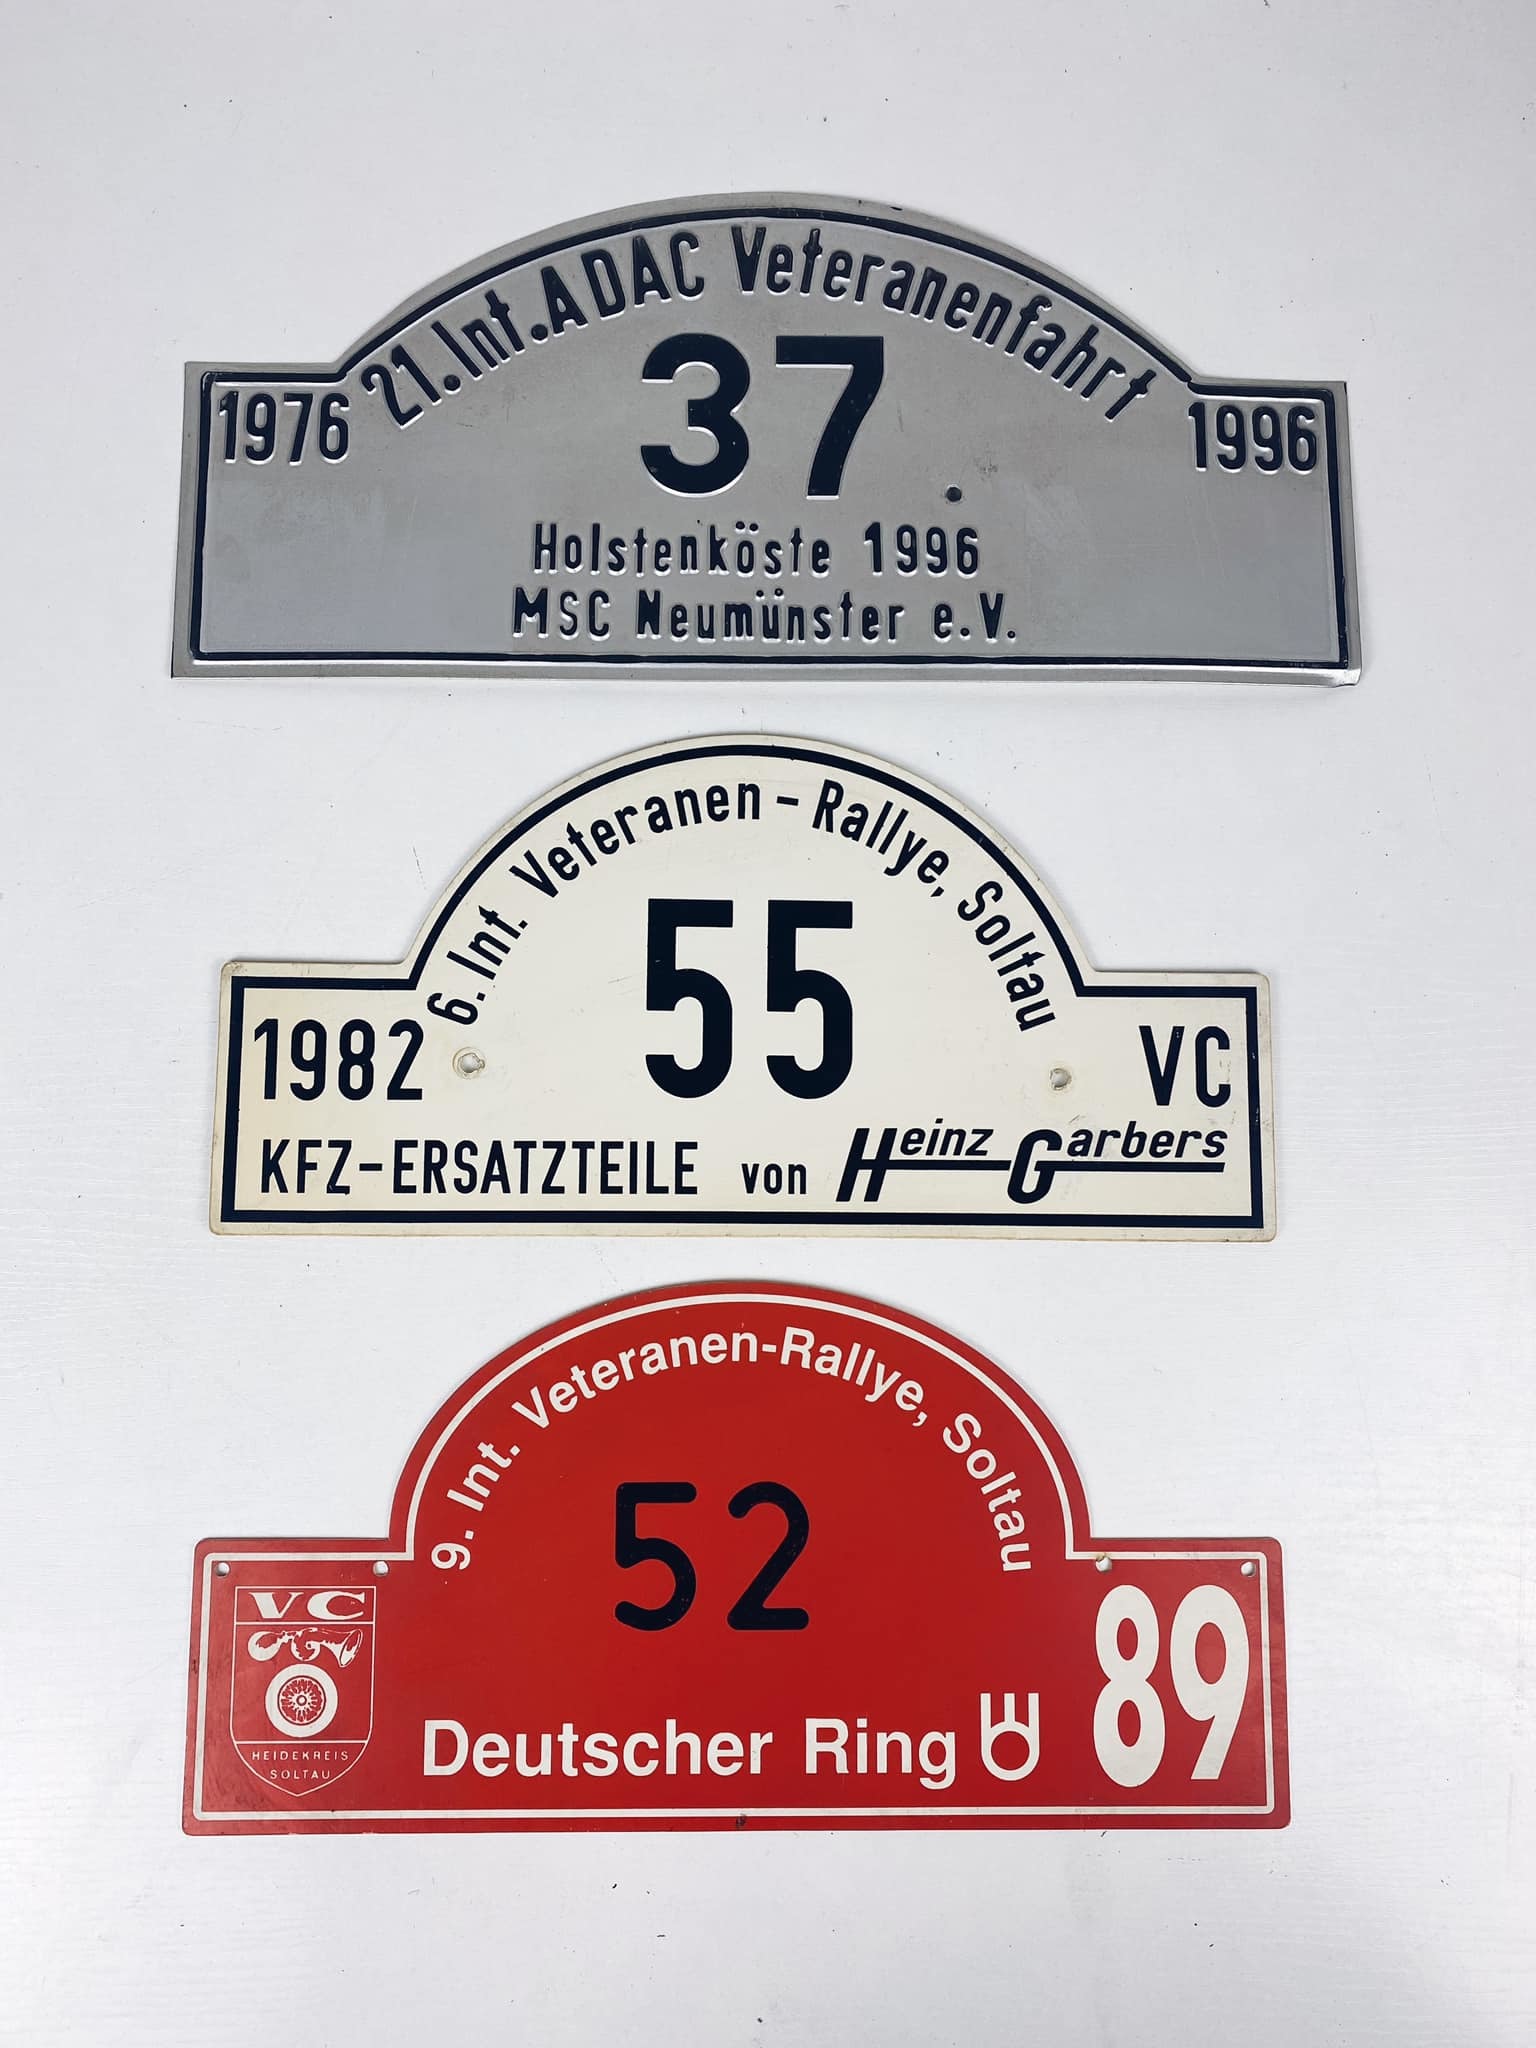 21. Int. ADAC Veteranenfahrt
1976 37 1996
Holstenköste 1996
MSC Neumünster e.V.
6. Int. Veteranen - Rallye, Soltau
1982 55 VC
KFZ-ERSATZTEILE von Heinz Garbers
9. Int. Veteranen-Rallye, Soltau
52
VC
HEIDEKREIS
SOLTAU
Deutscher Ring
89